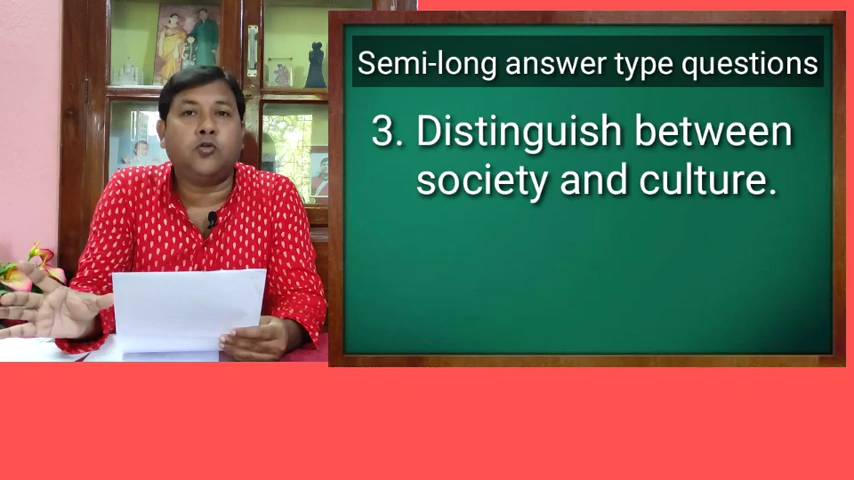 Semi-long answer type questions
3. Distinguish between
society and culture.